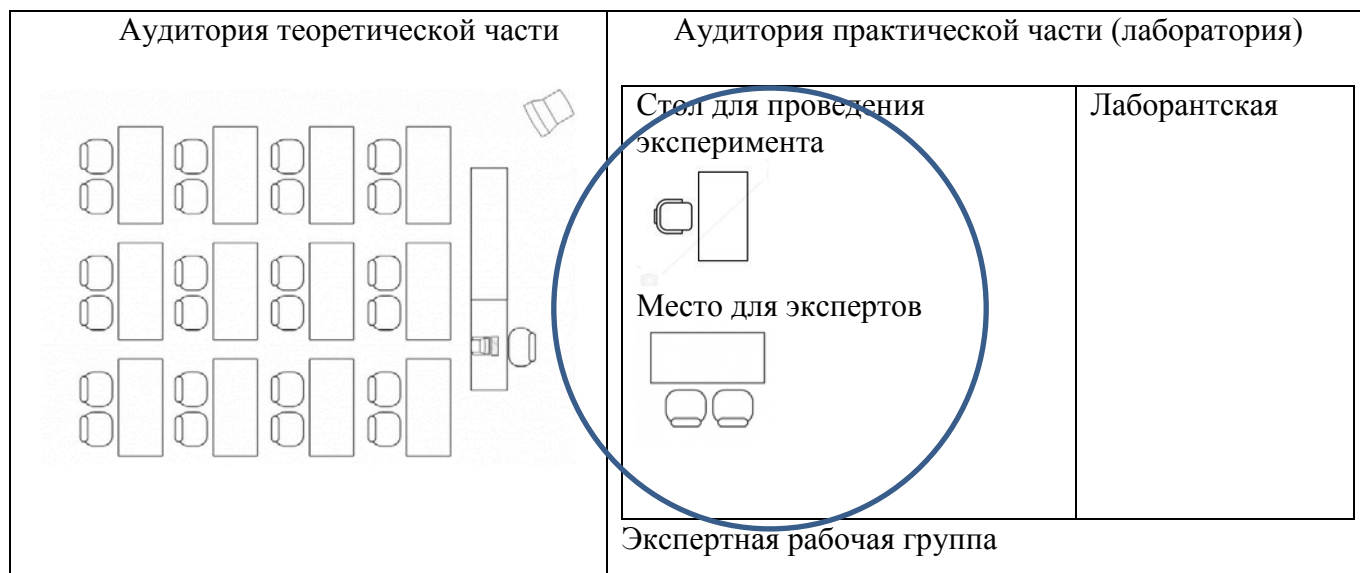 Аудитория теоретической части
Аудитория практической части (лаборатория)
Стол для проведения
эксперимента
Лаборантская
Место для экспертов
Экспертная рабочая группа